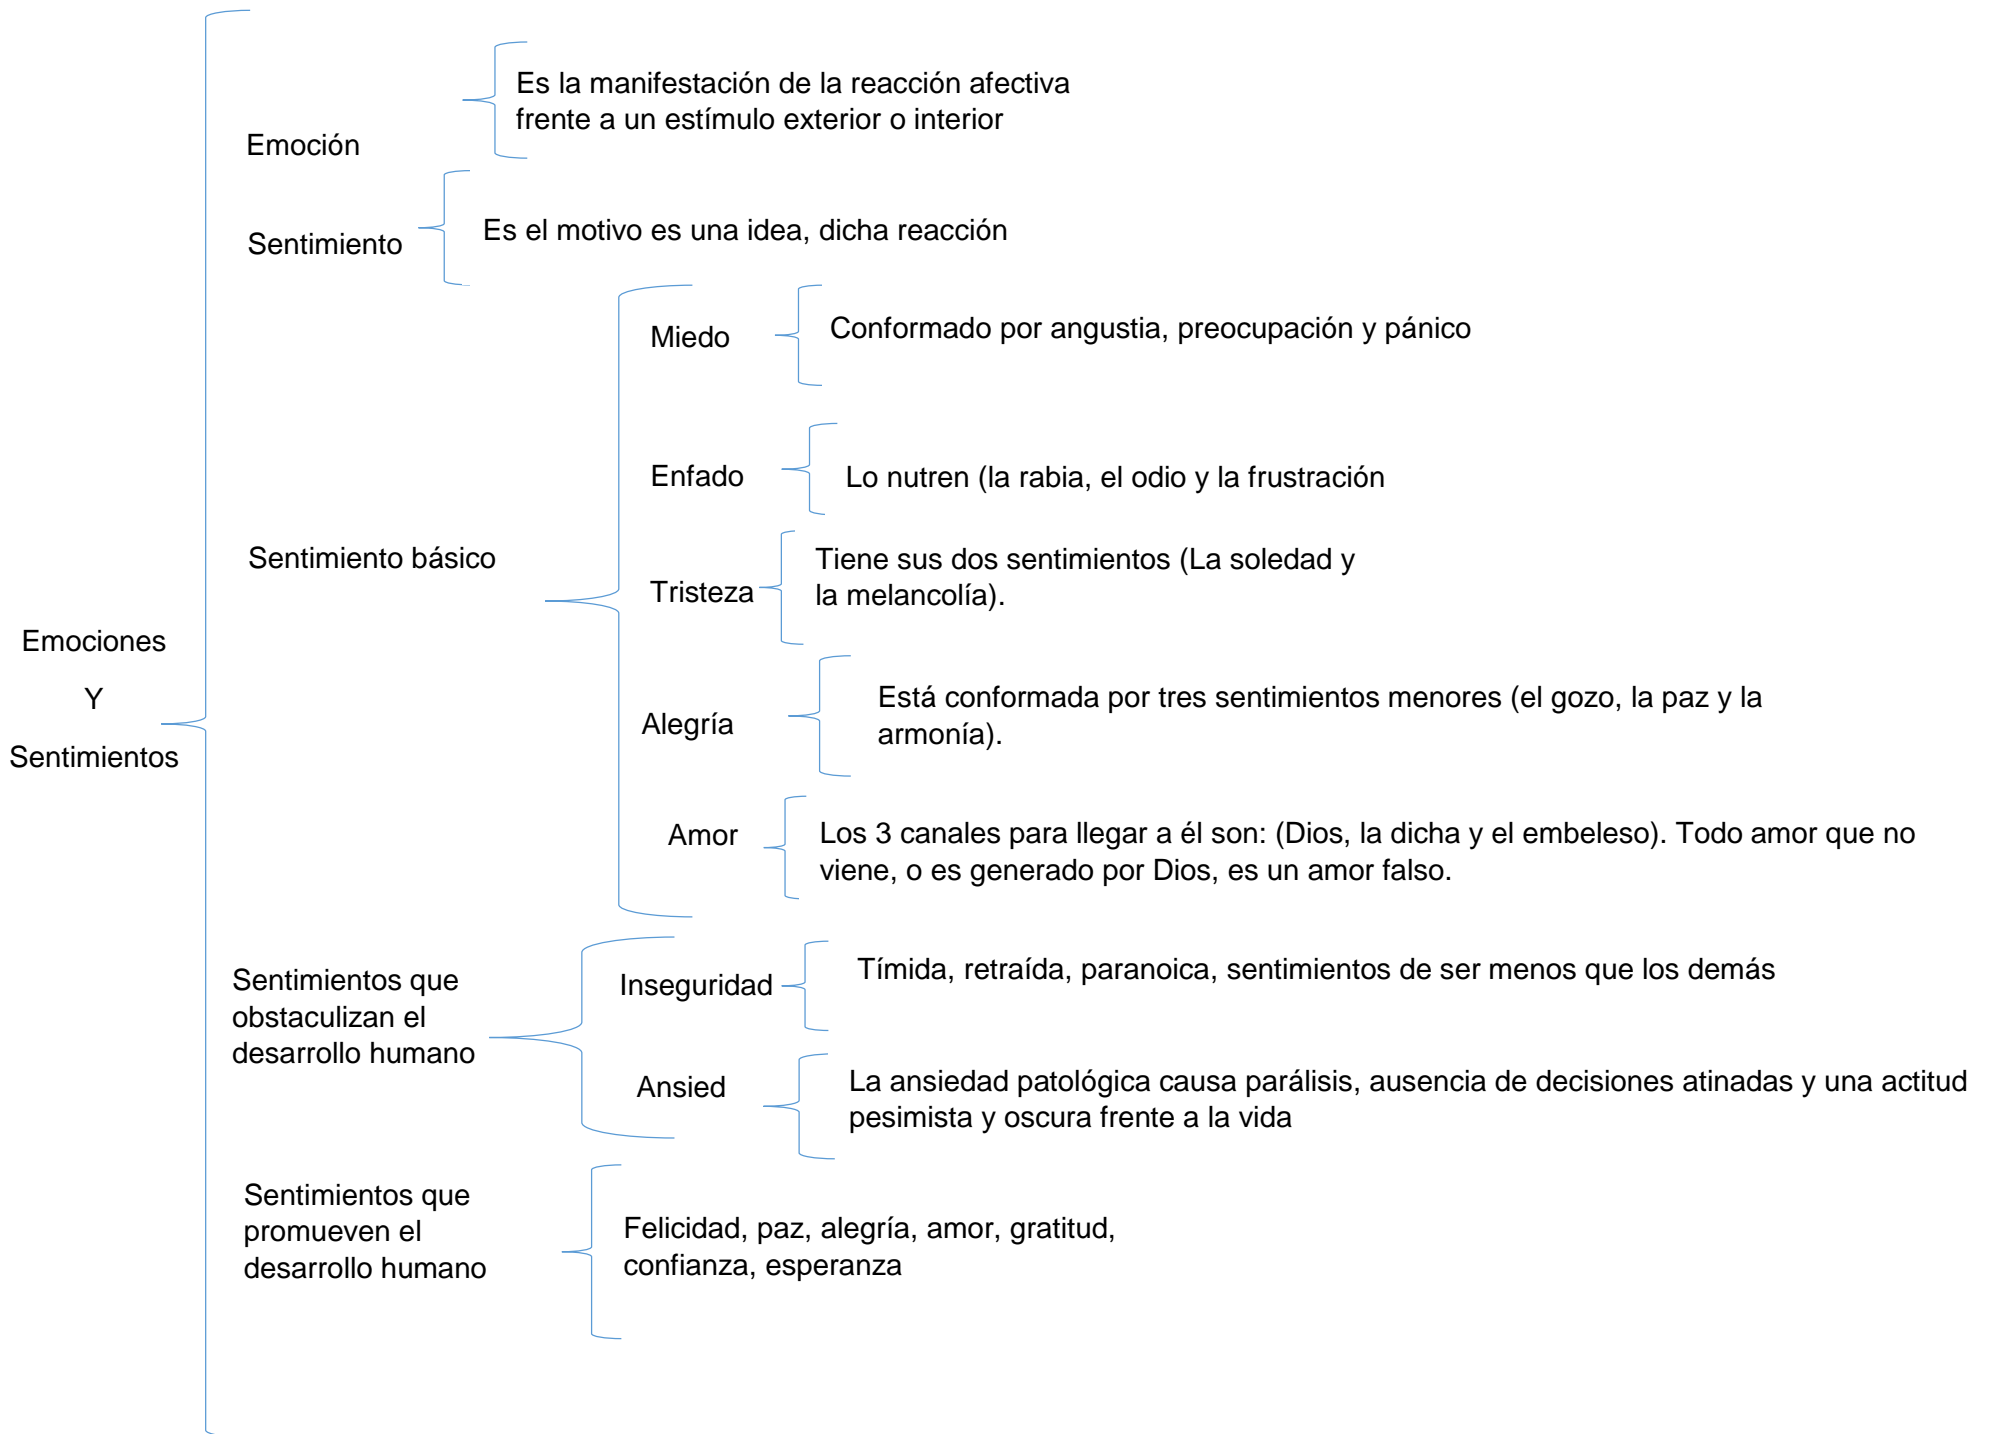 Emociones
Y
Sentimientos
Emoción
Es la manifestación de la reacción afectiva
frente a un estímulo exterior o interior
Sentimiento
Es el motivo es una idea, dicha reacción
Sentimiento básico
Miedo
Conformado por angustia, preocupación y pánico
Enfado
Lo nutren (la rabia, el odio y la frustración
Tristeza
Tiene sus dos sentimientos (La soledad y
la melancolía).
Alegría
Está conformada por tres sentimientos menores (el gozo, la paz y la
armonía).
Amor
Los 3 canales para llegar a él son: (Dios, la dicha y el embeleso). Todo amor que no
viene, o es generado por Dios, es un amor falso.
Sentimientos que
obstaculizan el
desarrollo humano
Inseguridad
Tímida, retraída, paranoica, sentimientos de ser menos que los demás
Ansied
La ansiedad patológica causa parálisis, ausencia de decisiones atinadas y una actitud
pesimista y oscura frente a la vida
Sentimientos que
promueven el
desarrollo humano
Felicidad, paz, alegría, amor, gratitud,
confianza, esperanza